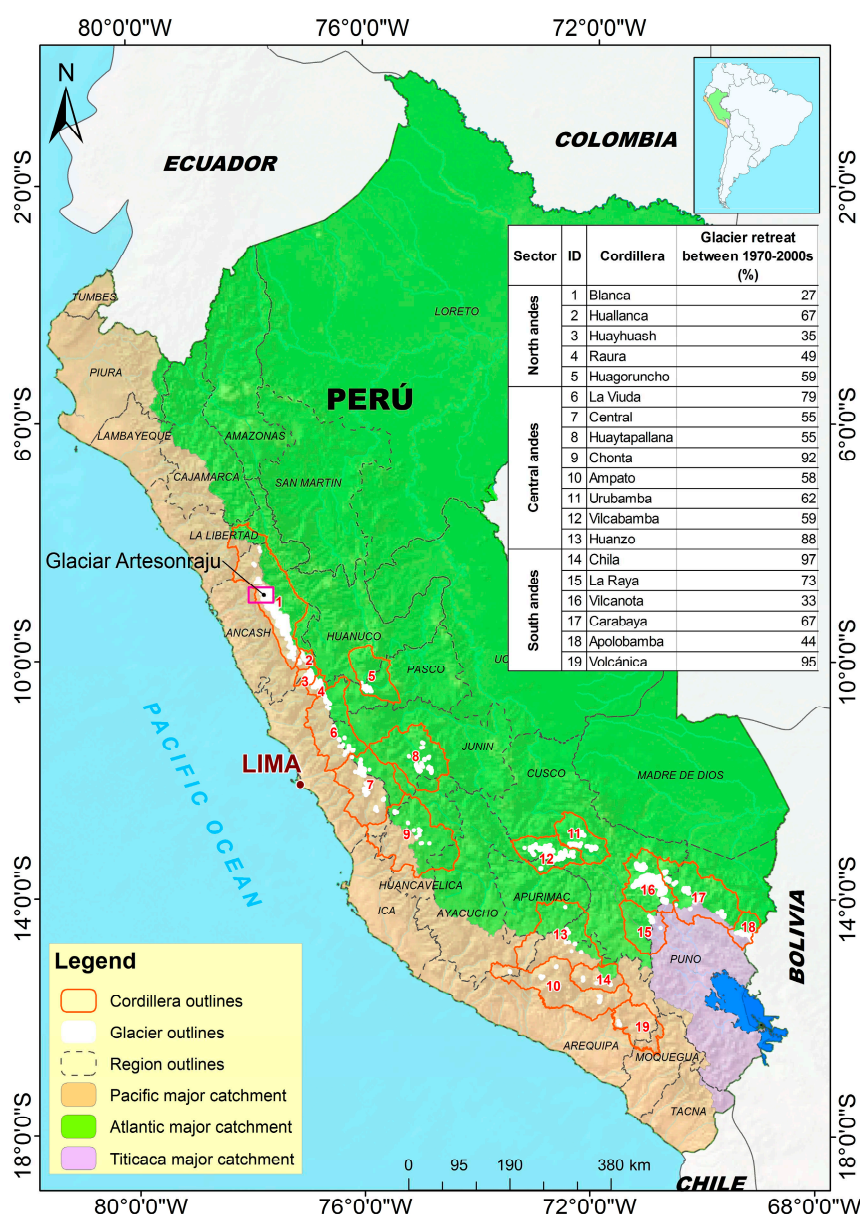 80°0'0"W 76°0'0"W 72°0'0"W
N
ECUADOR
COLOMBIA
2°0'0"S
2°0'0"S
Sector ID Cordillera Glacier retreat between 1970-2000s (%)
North andes
1 Blanca 27
2 Huallanca 67
3 Huayhuash 35
4 Raura 49
5 Huagoruncho 59
Central andes
6 La Viuda 79
7 Central 55
8 Huaytapallana 55
9 Chonta 92
10 Ampato 58
11 Urubamba 62
12 Vilcabamba 59
13 Huanzo 88
South andes
14 Chila 97
15 La Raya 73
16 Vilcanota 33
17 Carabaya 67
18 Apolobamba 44
19 Volcánica 95
TUMBES
LORETO
PIURA
PERÚ
6°0'0"S
6°0'0"S
LAMBAYEQUE
AMAZONAS
CAJAMARCA
SAN MARTIN
LA LIBERTAD
Glaciar Artesonraju
1
ANCASH
HUANUCO
2
UC
10°0'0"S
10°0'0"S
3
4
5
PASCO
6
8
JUNIN
PACIFIC OCEAN
LIMA
7
CUSCO
MADRE DE DIOS
9
11
12
HUANCAVELICA
APURIMAC
16
17
14°0'0"S
14°0'0"S
ICA
AYACUCHO
13
15
18
BOLIVIA
PUNO
10
14
19
AREQUIPA
MOQUEGUA
TACNA
Legend
Cordillera outlines
Glacier outlines
Region outlines
Pacific major catchment
Atlantic major catchment
Titicaca major catchment
18°0'0"S
18°0'0"S
0 95 190 380 km
CHILE
80°0'0"W 76°0'0"W 72°0'0"W 68°0'0"W